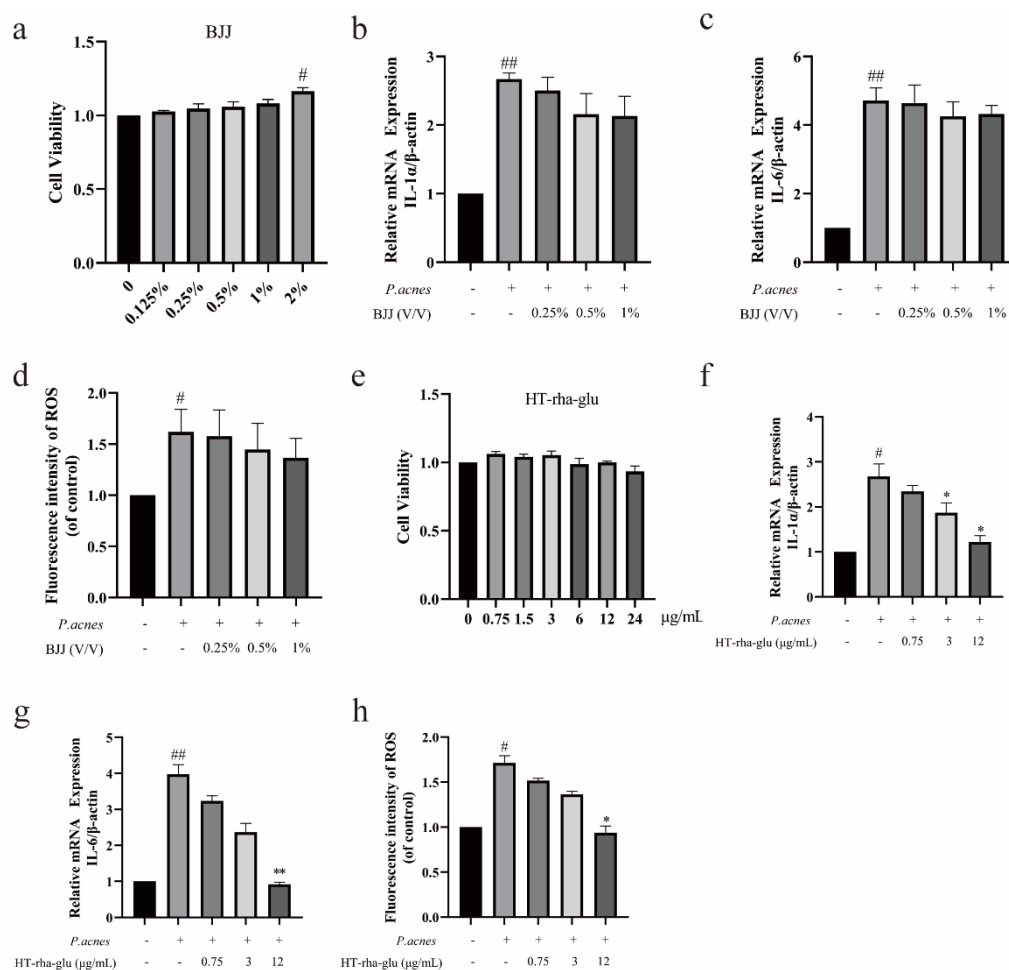 a
BJJ
Cell Viability
1.5
1.0
0.5
0.0
#
0
0.125%
0.25%
0.5%
1%
2%
b
Relative mRNA Expression
IL-1α/β-actin
3
2
1
0
##
P.acnes - + + + +
BJJ (V/V) - - 0.25% 0.5% 1%
c
Relative mRNA Expression
IL-6/β-actin
6
4
2
0
##
P.acnes - + + + +
BJJ (V/V) - - 0.25% 0.5% 1%
d
Fluorescence intensity of ROS
(of control)
2.0
1.5
1.0
0.5
0.0
#
P.acnes - + + + +
BJJ (V/V) - - 0.25% 0.5% 1%
e
HT-rha-glu
Cell Viability
1.5
1.0
0.5
0.0
0 0.75 1.5 3 6 12 24 μg/mL
f
Relative mRNA Expression
IL-1α/β-actin
4
3
2
1
0
#
*
*
P.acnes - + + + +
HT-rha-glu (μg/mL) - - 0.75 3 12
g
Relative mRNA Expression
IL-6/β-actin
5
4
3
2
1
0
##
**
P.acnes - + + + +
HT-rha-glu (μg/mL) - - 0.75 3 12
h
Fluorescence intensity of ROS
(of control)
2.0
1.5
1.0
0.5
0.0
#
*
P.acnes - + + + +
HT-rha-glu (μg/mL) - - 0.75 3 12